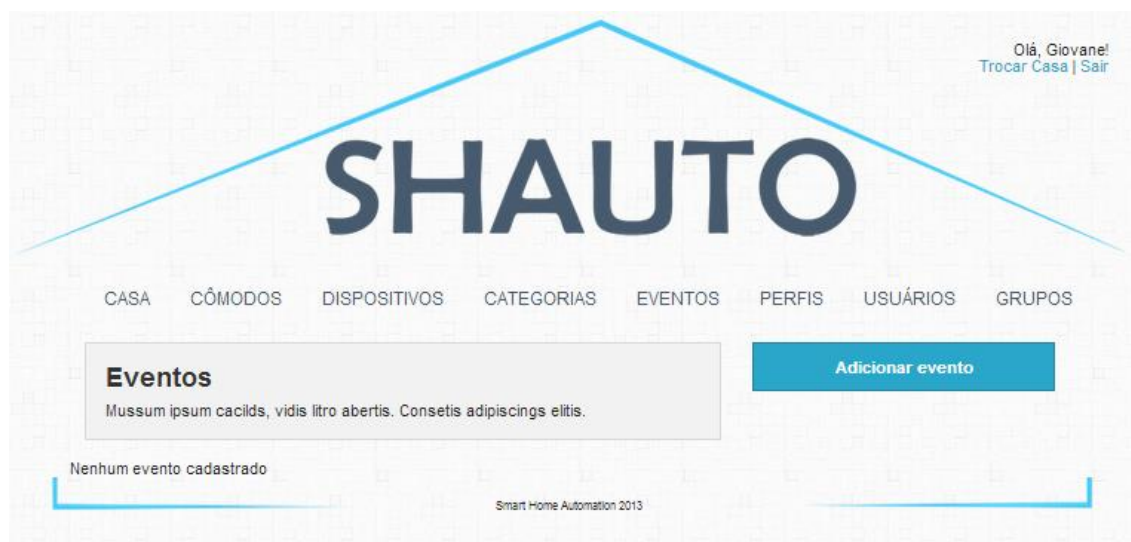 Olá, Giovane!
Trocar Casa | Sair
SHAUTO
CASA CÔMODOS DISPOSITIVOS CATEGORIAS EVENTOS PERFIS USUÁRIOS GRUPOS
Eventos
Mussum ipsum cacilds, vidis litro abertis. Consetis adipiscings elitis.
Adicionar evento
Nenhum evento cadastrado
Smart Home Automation 2013